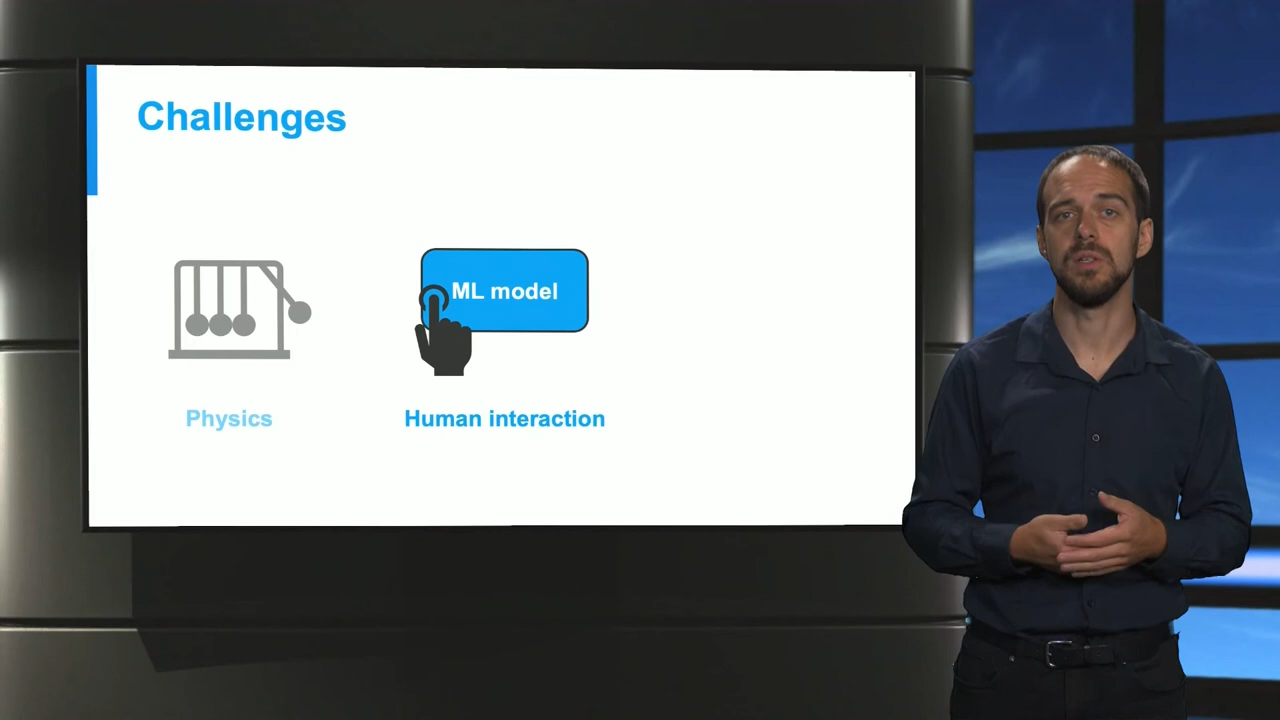 Challenges
ML model
Physics
Human interaction